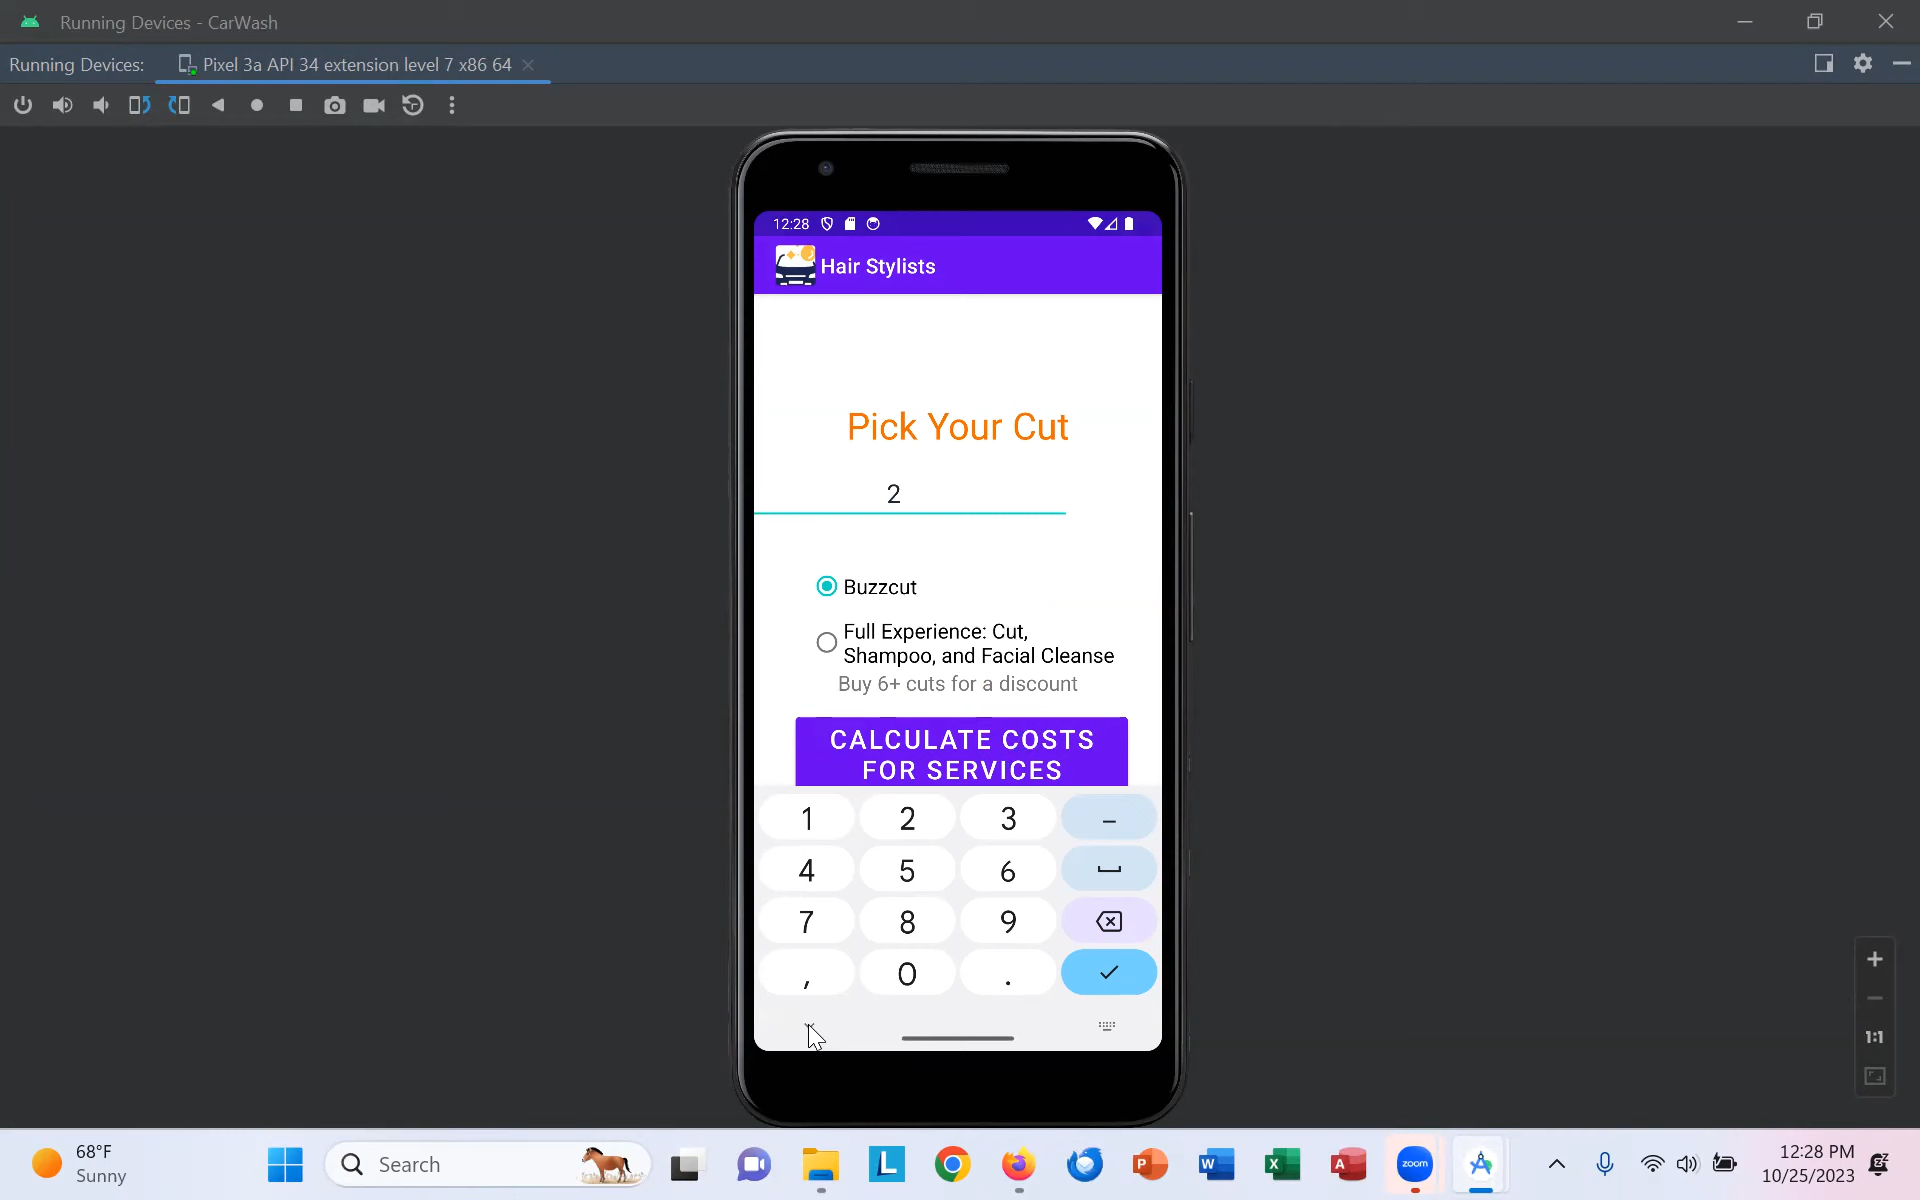 Running Devices - CarWash
Running Devices: Pixel 3a API 34 extension level 7 x86 64
12:28
Hair Stylists
Pick Your Cut
2
Buzzcut
Full Experience: Cut,
Shampoo, and Facial Cleanse
Buy 6+ cuts for a discount
CALCULATE COSTS
FOR SERVICES
1 2 3 –
4 5 6
7 8 9
, 0 .
1:1
68°F
Sunny
Search
L
P
W
X
A
zoom
12:28 PM
10/25/2023